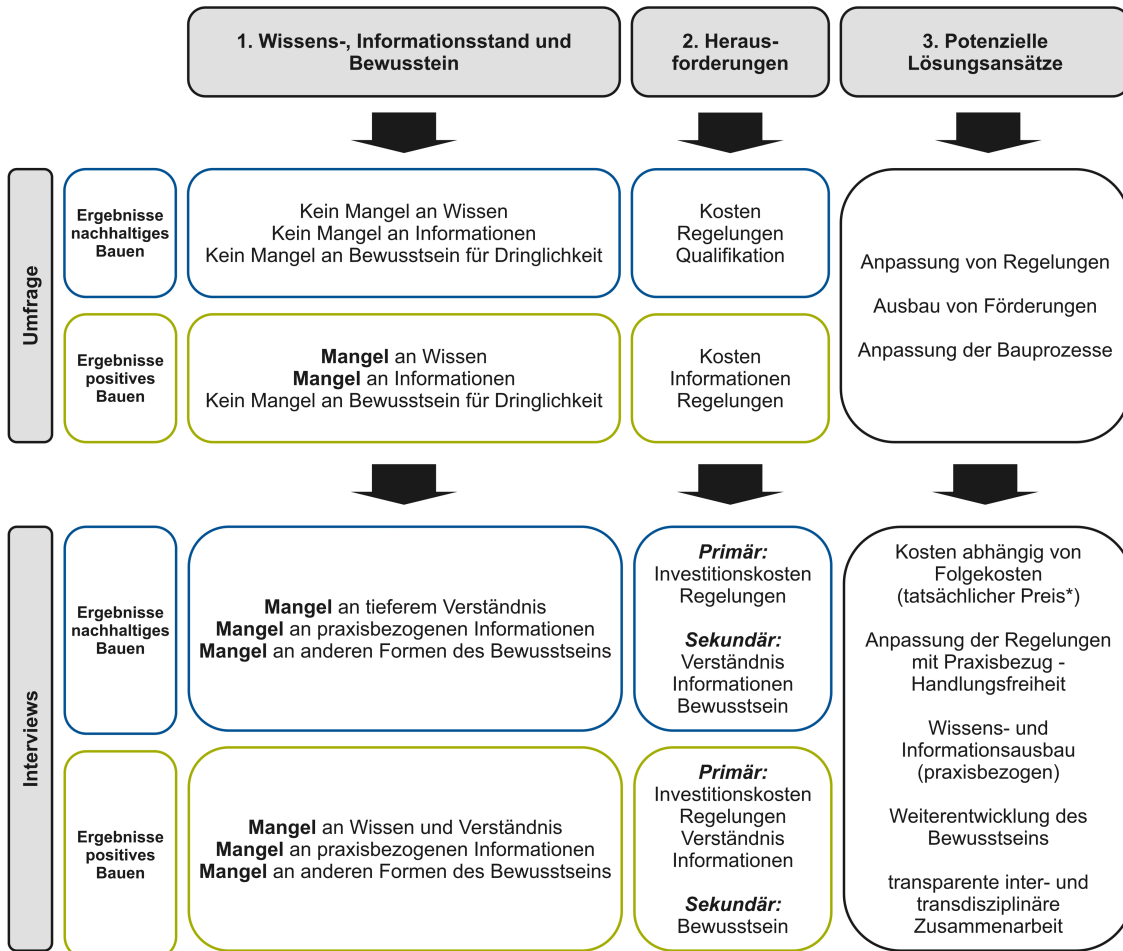 1. Wissens-, Informationsstand und
Bewusstein
2. Heraus-
forderungen
3. Potenzielle
Lösungsansätze
Umfrage
Ergebnisse
nachhaltiges
Bauen
Kein Mangel an Wissen
Kein Mangel an Informationen
Kein Mangel an Bewusstsein für Dringlichkeit
Kosten
Regelungen
Qualifikation
Ergebnisse
positives
Bauen
Mangel an Wissen
Mangel an Informationen
Kein Mangel an Bewusstsein für Dringlichkeit
Kosten
Informationen
Regelungen
Anpassung von Regelungen
Ausbau von Förderungen
Anpassung der Bauprozesse
Interviews
Ergebnisse
nachhaltiges
Bauen
Mangel an tieferem Verständnis
Mangel an praxisbezogenen Informationen
Mangel an anderen Formen des Bewusstseins
Primär:
Investitionskosten
Regelungen
Sekundär:
Verständnis
Informationen
Bewusstsein
Ergebnisse
positives
Bauen
Mangel an Wissen und Verständnis
Mangel an praxisbezogenen Informationen
Mangel an anderen Formen des Bewusstseins
Primär:
Investitionskosten
Regelungen
Verständnis
Informationen
Sekundär:
Bewusstsein
Kosten abhängig von
Folgekosten
(tatsächlicher Preis*)
Anpassung der Regelungen
mit Praxisbezug -
Handlungsfreiheit
Wissens- und
Informationsausbau
(praxisbezogen)
Weiterentwicklung des
Bewusstseins
transparente inter- und
transdisziplinäre
Zusammenarbeit